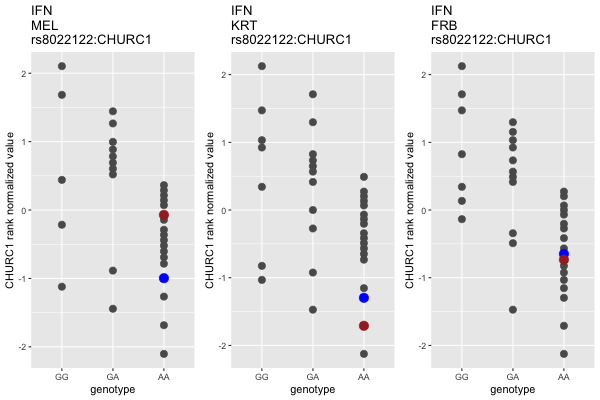 IFN
MEL
rs8022122:CHURC1
CHURC1 rank normalized value
2
1
0
-1
-2
GG GA AA
genotype
IFN
KRT
rs8022122:CHURC1
CHURC1 rank normalized value
2
1
0
-1
-2
GG GA AA
genotype
IFN
FRB
rs8022122:CHURC1
CHURC1 rank normalized value
2
1
0
-1
-2
GG GA AA
genotype